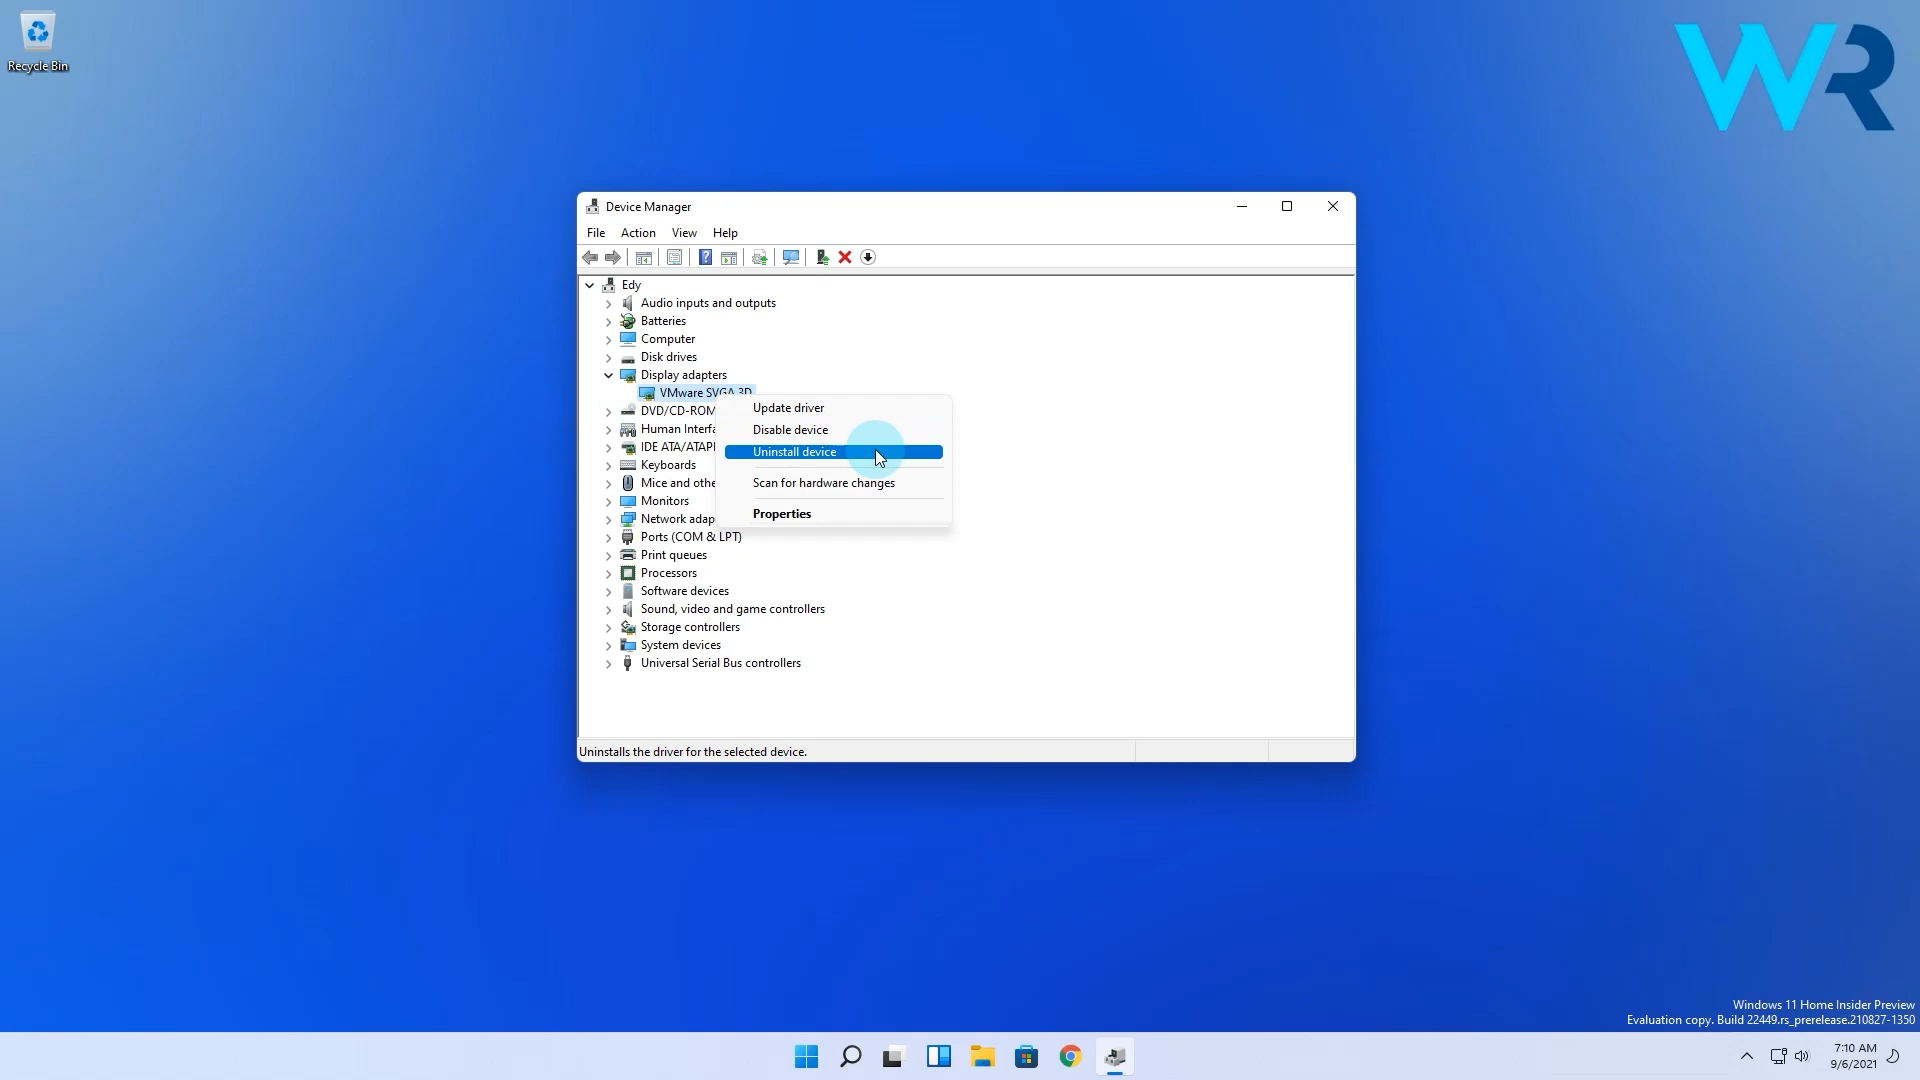 Recycle Bin
WR
Device Manager
File Action View Help
Edy
Audio inputs and outputs
Batteries
Computer
Disk drives
Display adapters
VMware SVGA 3D
DVD/CD-ROM
Human Interfa
IDE ATA/ATAPI
Keyboards
Mice and othe
Monitors
Network adap
Ports (COM & LPT)
Print queues
Processors
Software devices
Sound, video and game controllers
Storage controllers
System devices
Universal Serial Bus controllers
Update driver
Disable device
Uninstall device
Scan for hardware changes
Properties
Uninstalls the driver for the selected device.
Windows 11 Home Insider Preview
Evaluation copy. Build 22449.rs_prerelease.210827-1350
7:10 AM
9/6/2021